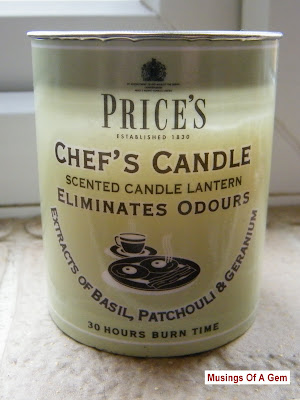 PRICE'S
ESTABLISHED 1830
CHEF'S CANDLE
SCENTED CANDLE LANTERN
ELIMINATES ODOURS
EXTRACTS OF BASIL, PATCHOULI & GERANIUM
30 HOURS BURN TIME
Musings Of A Gem